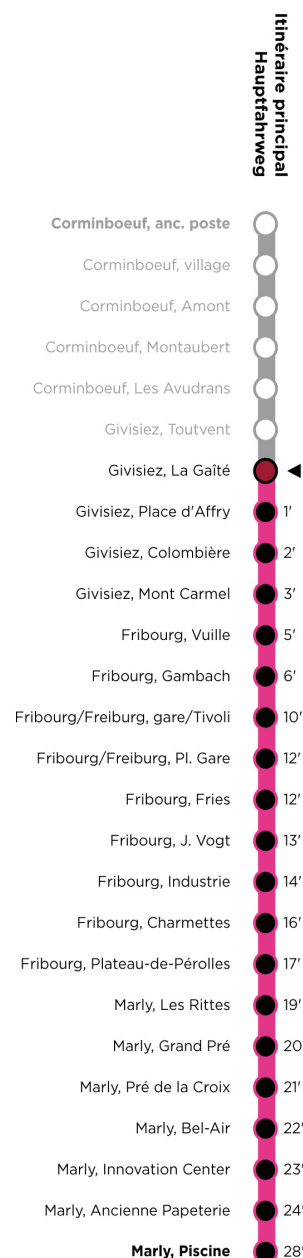 Itinéraire principal
Hauptfahrweg
Corminboeuf, anc. poste
Corminboeuf, village
Corminboeuf, Amont
Corminboeuf, Montaubert
Corminboeuf, Les Avudrans
Givisiez, Toutvent
Givisiez, La Gaîté
Givisiez, Place d'Affry 1'
Givisiez, Colombière 2'
Givisiez, Mont Carmel 3'
Fribourg, Vuille 5'
Fribourg, Gambach 6'
Fribourg/Freiburg, gare/Tivoli 10'
Fribourg/Freiburg, Pl. Gare 12'
Fribourg, Fries 12'
Fribourg, J. Vogt 13'
Fribourg, Industrie 14'
Fribourg, Charmettes 16'
Fribourg, Plateau-de-Pérolles 17'
Marly, Les Rittes 19'
Marly, Grand Pré 20
Marly, Pré de la Croix 21'
Marly, Bel-Air 22'
Marly, Innovation Center 23'
Marly, Ancienne Papeterie 24'
Marly, Piscine 28'